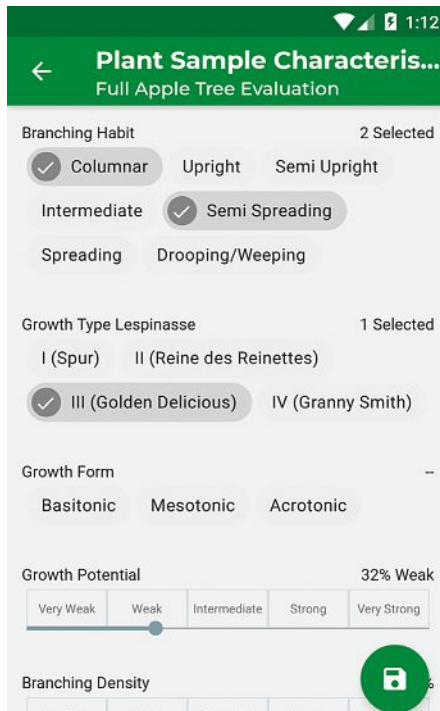 1:12
Plant Sample Characteris...
Full Apple Tree Evaluation
Branching Habit 2 Selected
Columnar Upright Semi Upright
Intermediate Semi Spreading
Spreading Drooping/Weeping
Growth Type Lespinasse 1 Selected
I (Spur) II (Reine des Reinettes)
III (Golden Delicious) IV (Granny Smith)
Growth Form --
Basitonic Mesotonic Acrotonic
Growth Potential 32% Weak
Very Weak Weak Intermediate Strong Very Strong
Branching Density